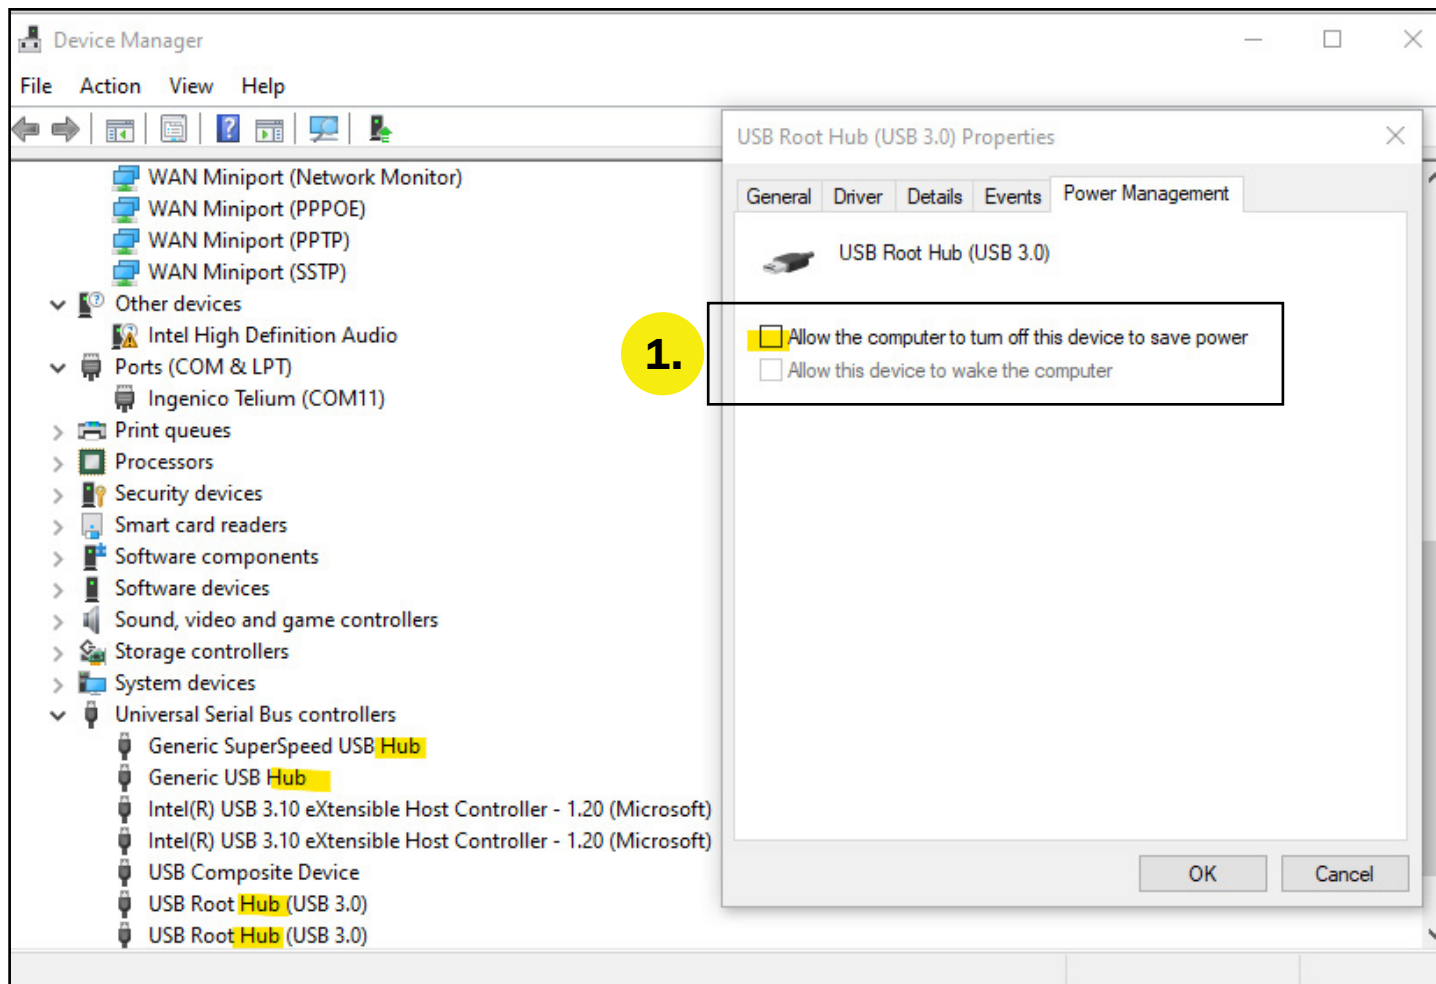 Device Manager
File Action View Help
WAN Miniport (Network Monitor)
WAN Miniport (PPPOE)
WAN Miniport (PPTP)
WAN Miniport (SSTP)
Other devices
Intel High Definition Audio
Ports (COM & LPT)
Ingenico Telium (COM11)
Print queues
Processors
Security devices
Smart card readers
Software components
Software devices
Sound, video and game controllers
Storage controllers
System devices
Universal Serial Bus controllers
Generic SuperSpeed USB Hub
Generic USB Hub
Intel(R) USB 3.10 eXtensible Host Controller - 1.20 (Microsoft)
Intel(R) USB 3.10 eXtensible Host Controller - 1.20 (Microsoft)
USB Composite Device
USB Root Hub (USB 3.0)
USB Root Hub (USB 3.0)
USB Root Hub (USB 3.0) Properties
General Driver Details Events Power Management
USB Root Hub (USB 3.0)
1.
Allow the computer to turn off this device to save power
Allow this device to wake the computer
OK Cancel